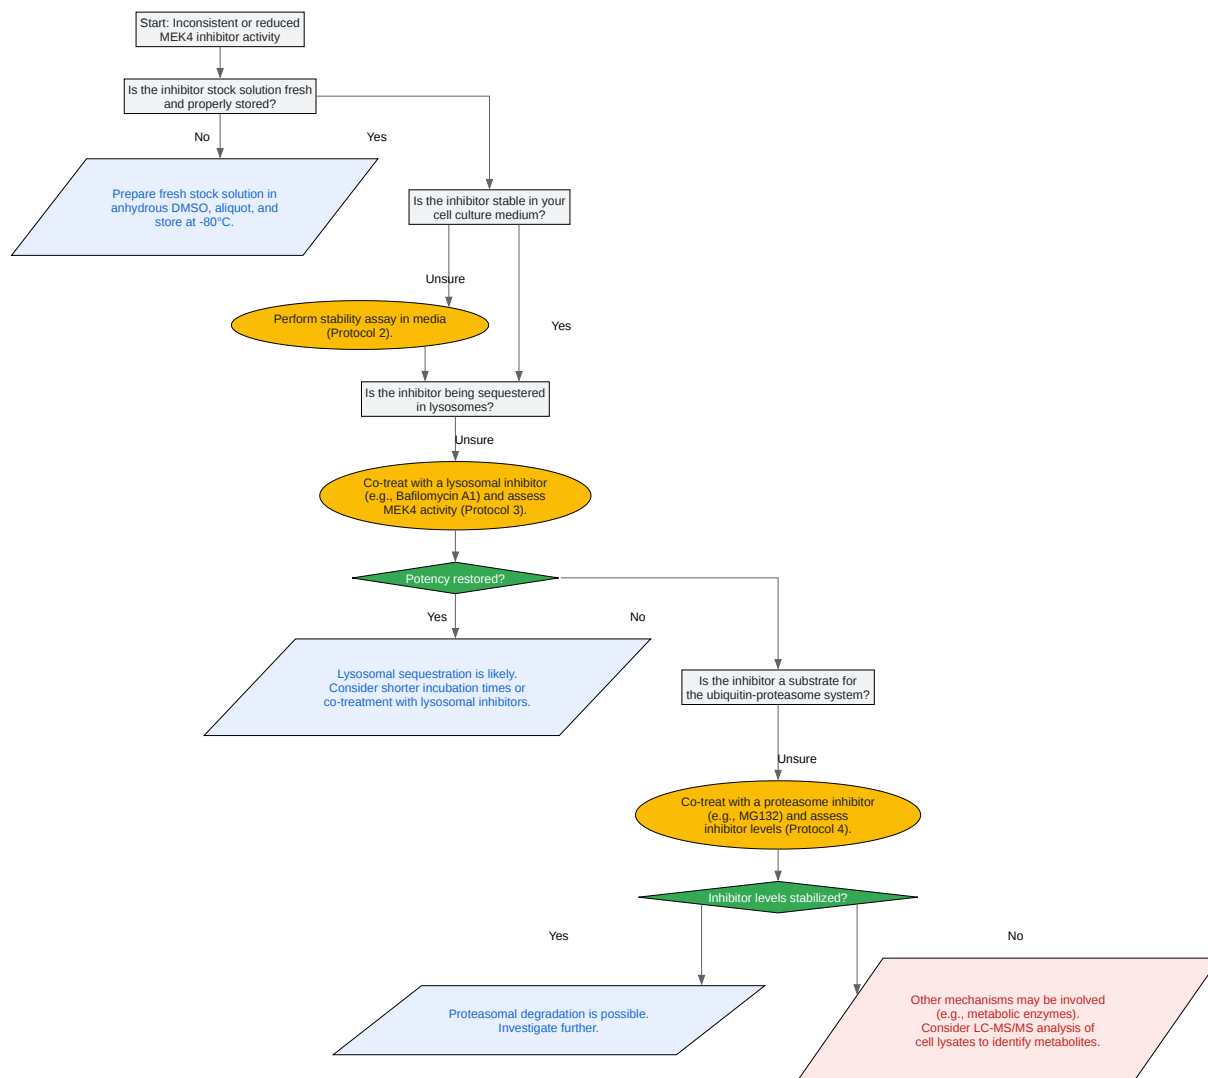 Start: Inconsistent or reduced
MEK4 inhibitor activity
Is the inhibitor stock solution fresh
and properly stored?
No
Yes
Prepare fresh stock solution in
anhydrous DMSO, aliquot, and
store at -80°C.
Is the inhibitor stable in your
cell culture medium?
Unsure
Perform stability assay in media
(Protocol 2).
Yes
Is the inhibitor being sequestered
in lysosomes?
Unsure
Co-treat with a lysosomal inhibitor
(e.g., Bafilomycin A1) and assess
MEK4 activity (Protocol 3).
Potency restored?
Yes
No
Lysosomal sequestration is likely.
Consider shorter incubation times or
co-treatment with lysosomal inhibitors.
Is the inhibitor a substrate for
the ubiquitin-proteasome system?
Unsure
Co-treat with a proteasome inhibitor
(e.g., MG132) and assess
inhibitor levels (Protocol 4).
Inhibitor levels stabilized?
Yes
No
Proteasomal degradation is possible.
Investigate further.
Other mechanisms may be involved
(e.g., metabolic enzymes).
Consider LC-MS/MS analysis of
cell lysates to identify metabolites.